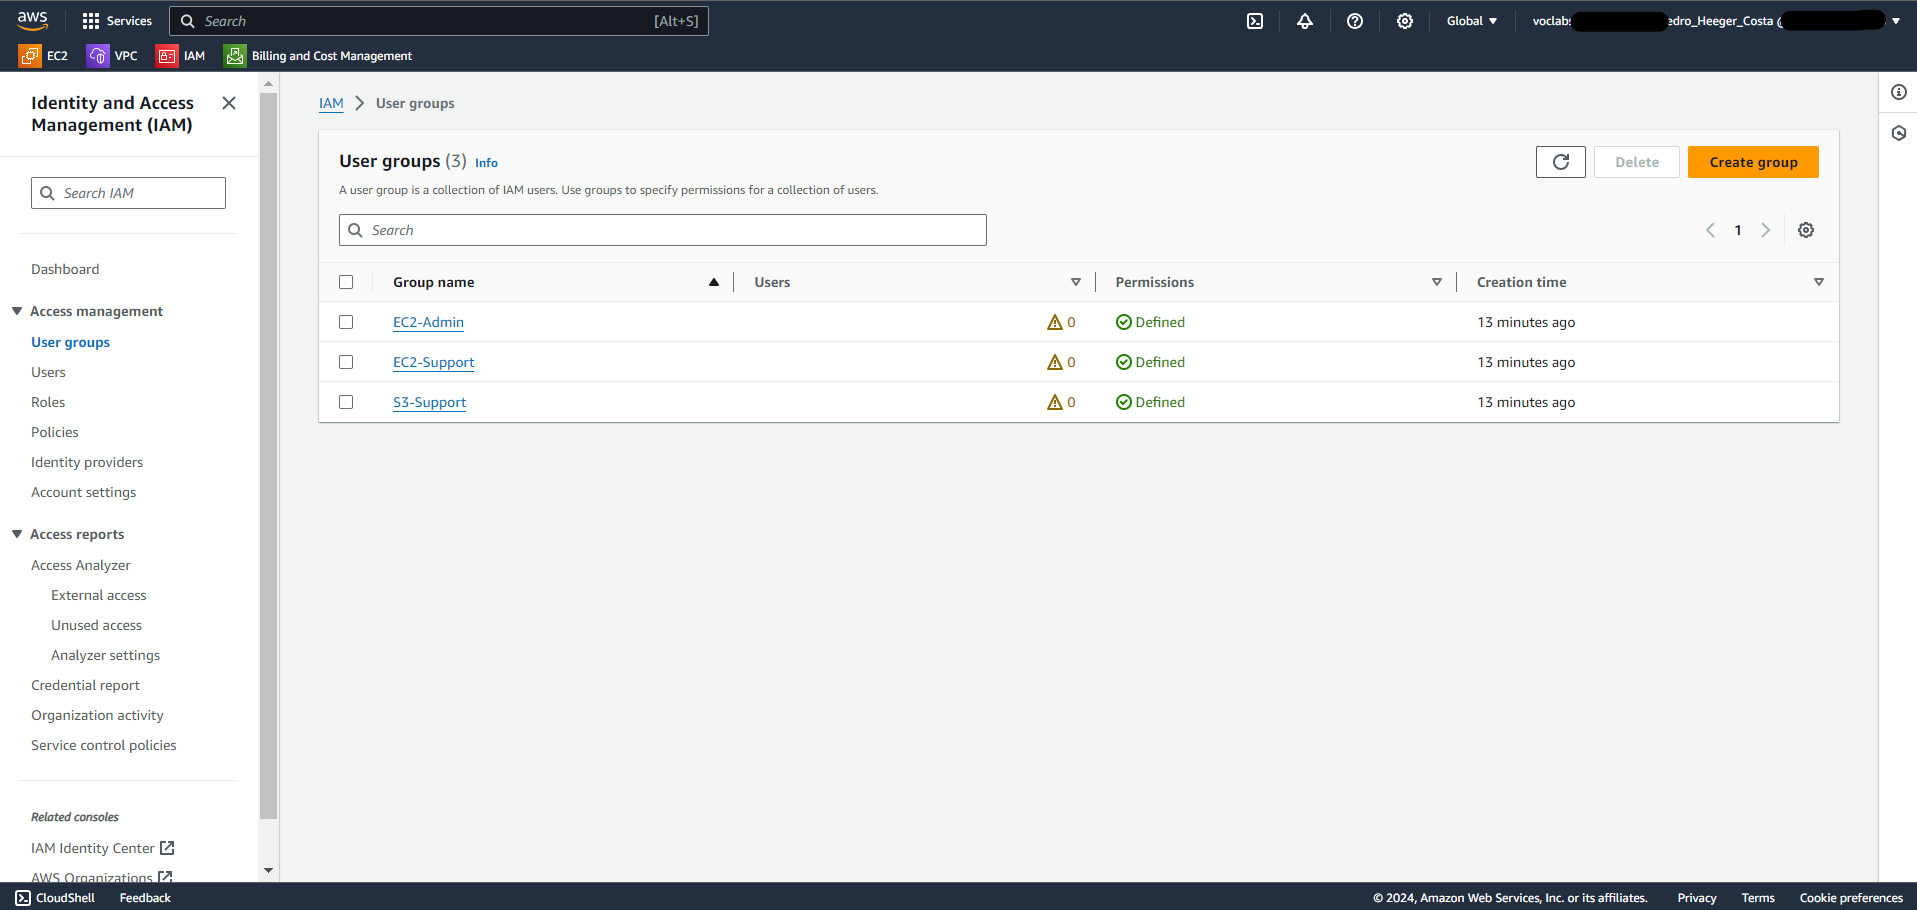 aws Services Search [Alt+S] Global voclabs edro_Heeger_Costa @
EC2 VPC IAM Billing and Cost Management
Identity and Access Management (IAM)
Search IAM
Dashboard
Access management
User groups
Users
Roles
Policies
Identity providers
Account settings
Access reports
Access Analyzer
External access
Unused access
Analyzer settings
Credential report
Organization activity
Service control policies
Related consoles
IAM Identity Center
AWS Organizations
IAM User groups
User groups (3) Info
Delete Create group
A user group is a collection of IAM users. Use groups to specify permissions for a collection of users.
Search
1
Group name Users Permissions Creation time
EC2-Admin 0 Defined 13 minutes ago
EC2-Support 0 Defined 13 minutes ago
S3-Support 0 Defined 13 minutes ago
CloudShell Feedback © 2024, Amazon Web Services, Inc. or its affiliates. Privacy Terms Cookie preferences